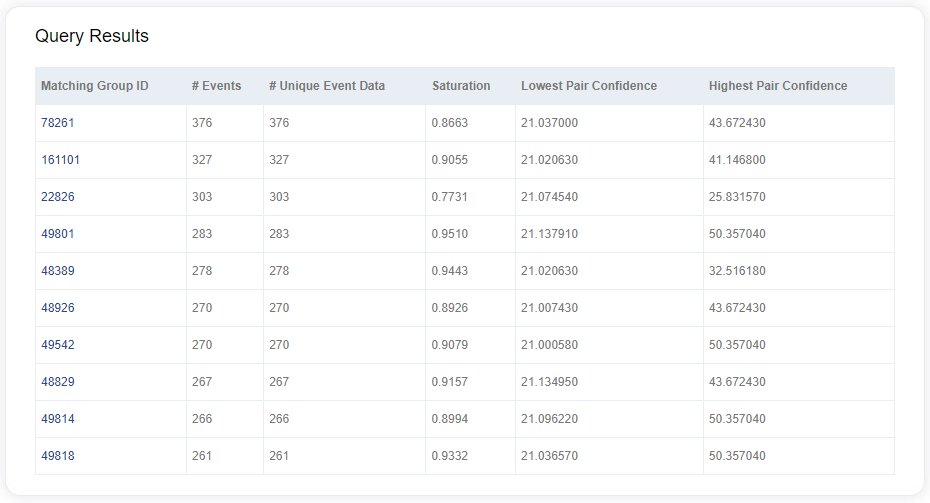 Query Results
Matching Group ID # Events # Unique Event Data Saturation Lowest Pair Confidence Highest Pair Confidence
78261 376 376 0.8663 21.037000 43.672430
161101 327 327 0.9055 21.020630 41.146800
22826 303 303 0.7731 21.074540 25.831570
49801 283 283 0.9510 21.137910 50.357040
48389 278 278 0.9443 21.020630 32.516180
48926 270 270 0.8926 21.007430 43.672430
49542 270 270 0.9079 21.000580 50.357040
48829 267 267 0.9157 21.134950 43.672430
49814 266 266 0.8994 21.096220 50.357040
49818 261 261 0.9332 21.036570 50.357040